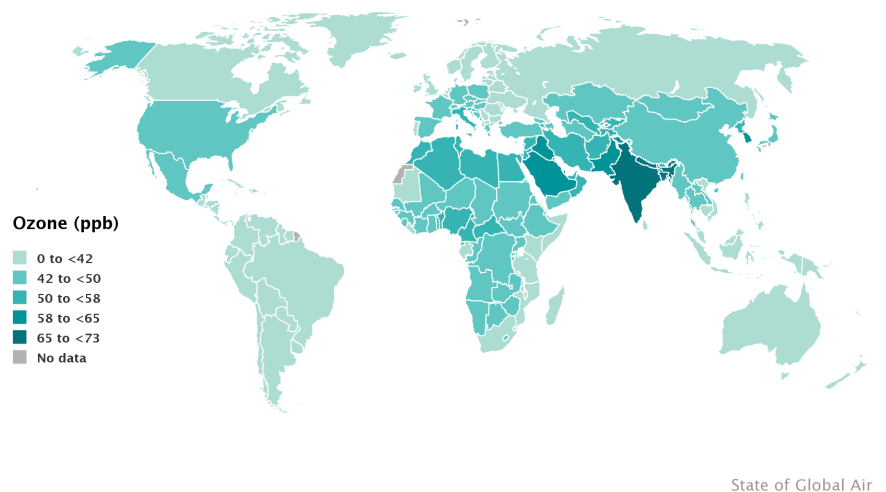 Ozone (ppb)
0 to <42
42 to <50
50 to <58
58 to <65
65 to <73
No data
State of Global Air